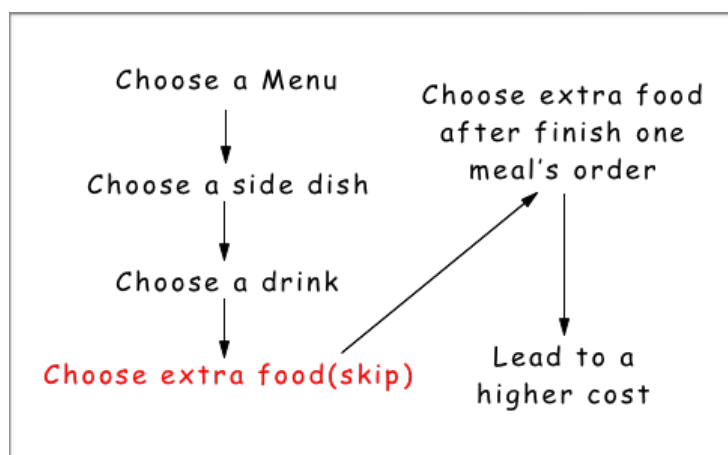 Choose a Menu
Choose a side dish
Choose a drink
Choose extra food(skip)
Choose extra food
after finish one
meal's order
Lead to a
higher cost